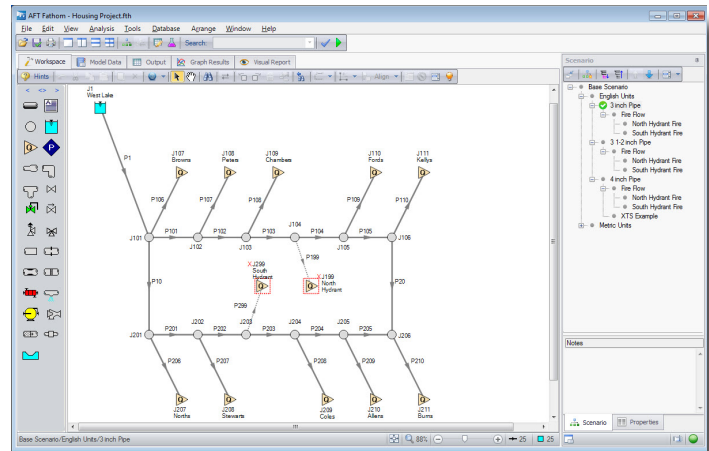 AFT Fathom - Housing Project.fth
File Edit View Analysis Tools Database Arrange Window Help
Search:
Workspace Model Data Output Graph Results Visual Report
Hints
Align
Scenario
Base Scenario
English Units
3 inch Pipe
Fire Flow
North Hydrant Fire
South Hydrant Fire
3 1-2 inch Pipe
Fire Flow
North Hydrant Fire
South Hydrant Fire
4 inch Pipe
Fire Flow
North Hydrant Fire
South Hydrant Fire
XTS Example
Metric Units
J1
West Lake
P1
J107 J108 J109 J110 J111
Browns Peters Chambers Fords Kellys
P106 P107 P108 P109 P110
J104
J101 P101 P102 P103 P104 P105 J106
J102 J103 J105
P199
X J299
South
Hydrant
X J199
North
Hydrant
P10 P20
P299
J202 J203 J204 J205
J201 P201 P202 P203 P204 P205 J206
P206 P207 P208 P209 P210
J207 J208 J209 J210 J211
Norths Stewarts Coles Allens Burns
Notes
Scenario Properties
Base Scenario/English Units/3 inch Pipe
88% 25 25